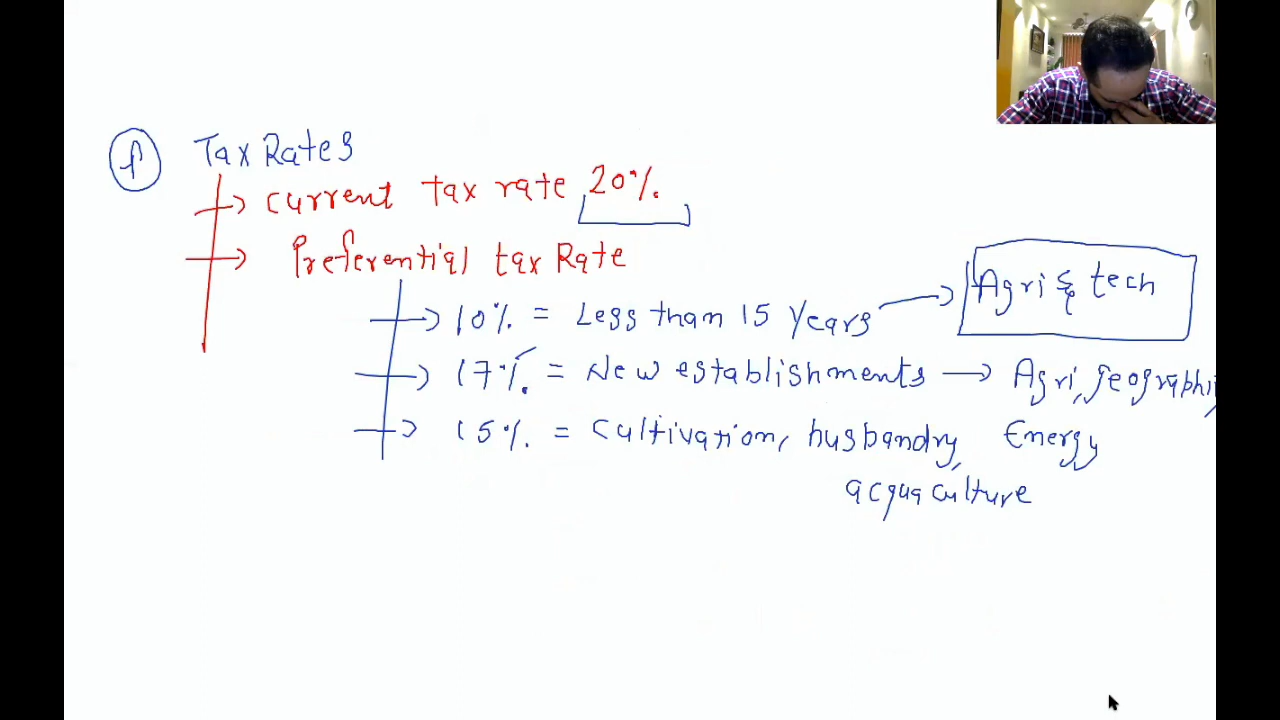 f Tax Rates
current tax rate 20%.
Preferential tax Rate
10%. = Less than 15 Years → Agri & tech
17%. = New establishments → Agri, geographi
15%. = cultivation, husbandry, Energy
acquaculture